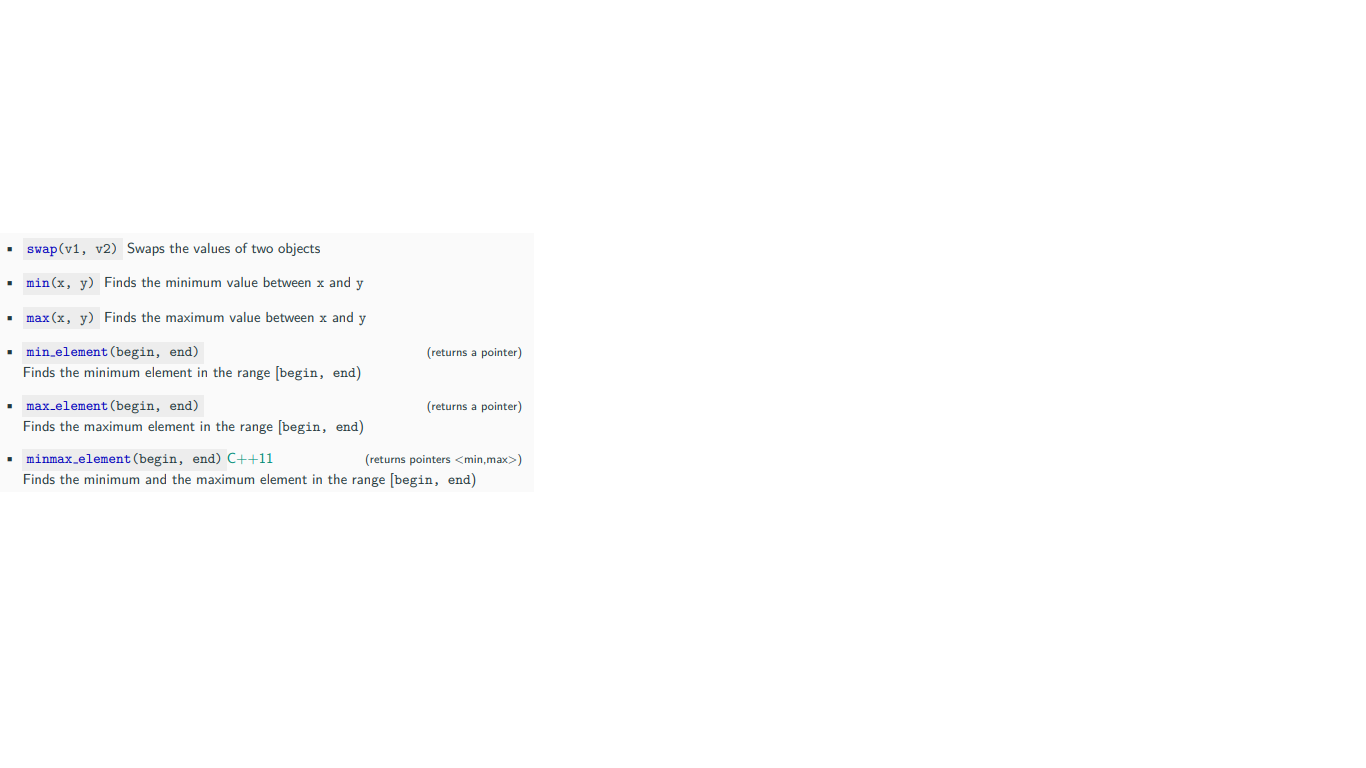 ▪ swap(v1, v2) Swaps the values of two objects
▪ min(x, y) Finds the minimum value between x and y
▪ max(x, y) Finds the maximum value between x and y
▪ min_element(begin, end) (returns a pointer)
Finds the minimum element in the range [begin, end)
▪ max_element(begin, end) (returns a pointer)
Finds the maximum element in the range [begin, end)
▪ minmax_element(begin, end) C++11 (returns pointers <min,max>)
Finds the minimum and the maximum element in the range [begin, end)